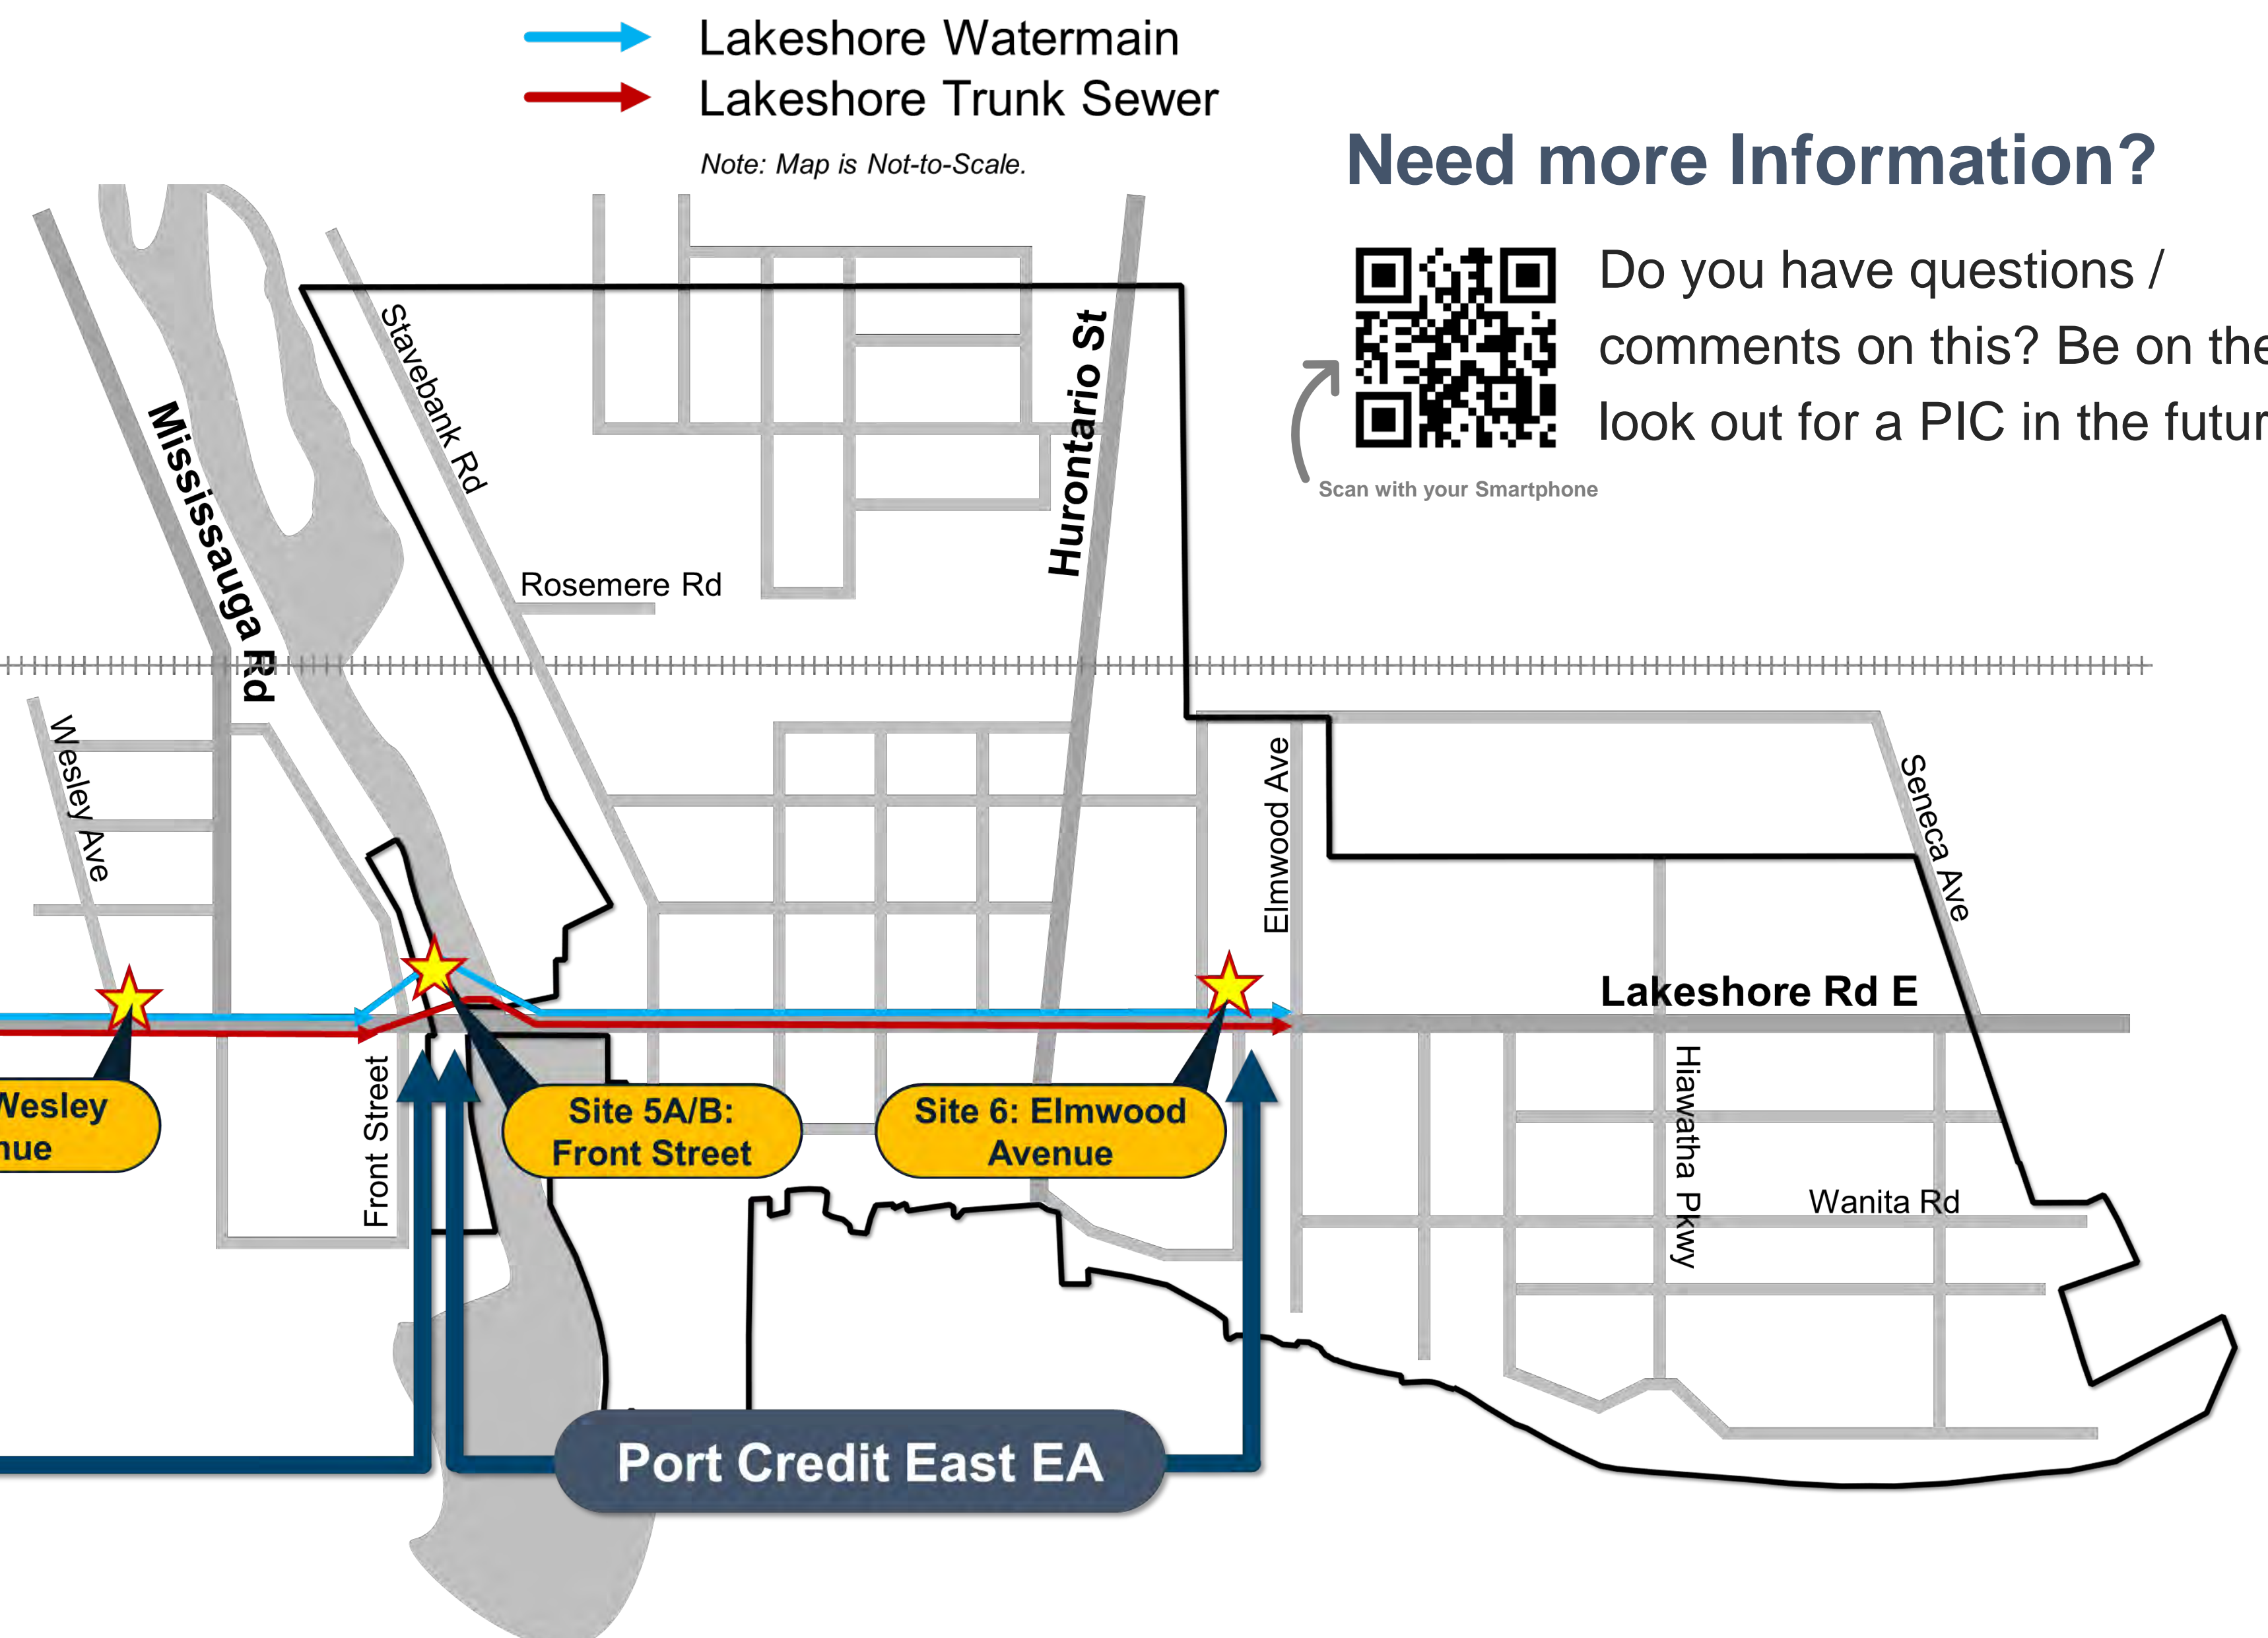 Lakeshore Watermain
Lakeshore Trunk Sewer
Note: Map is Not-to-Scale.
Need more Information?
Do you have questions /
comments on this? Be on the
look out for a PIC in the futur
Scan with your Smartphone
Mississauga Rd
Stavebank Rd
Hurontario St
Rosemere Rd
Wesley Ave
Elmwood Ave
Seneca Ave
Lakeshore Rd E
Front Street
Wesley
nue
Site 5A/B:
Front Street
Site 6: Elmwood
Avenue
Hiawatha Pkwy
Wanita Rd
Port Credit East EA